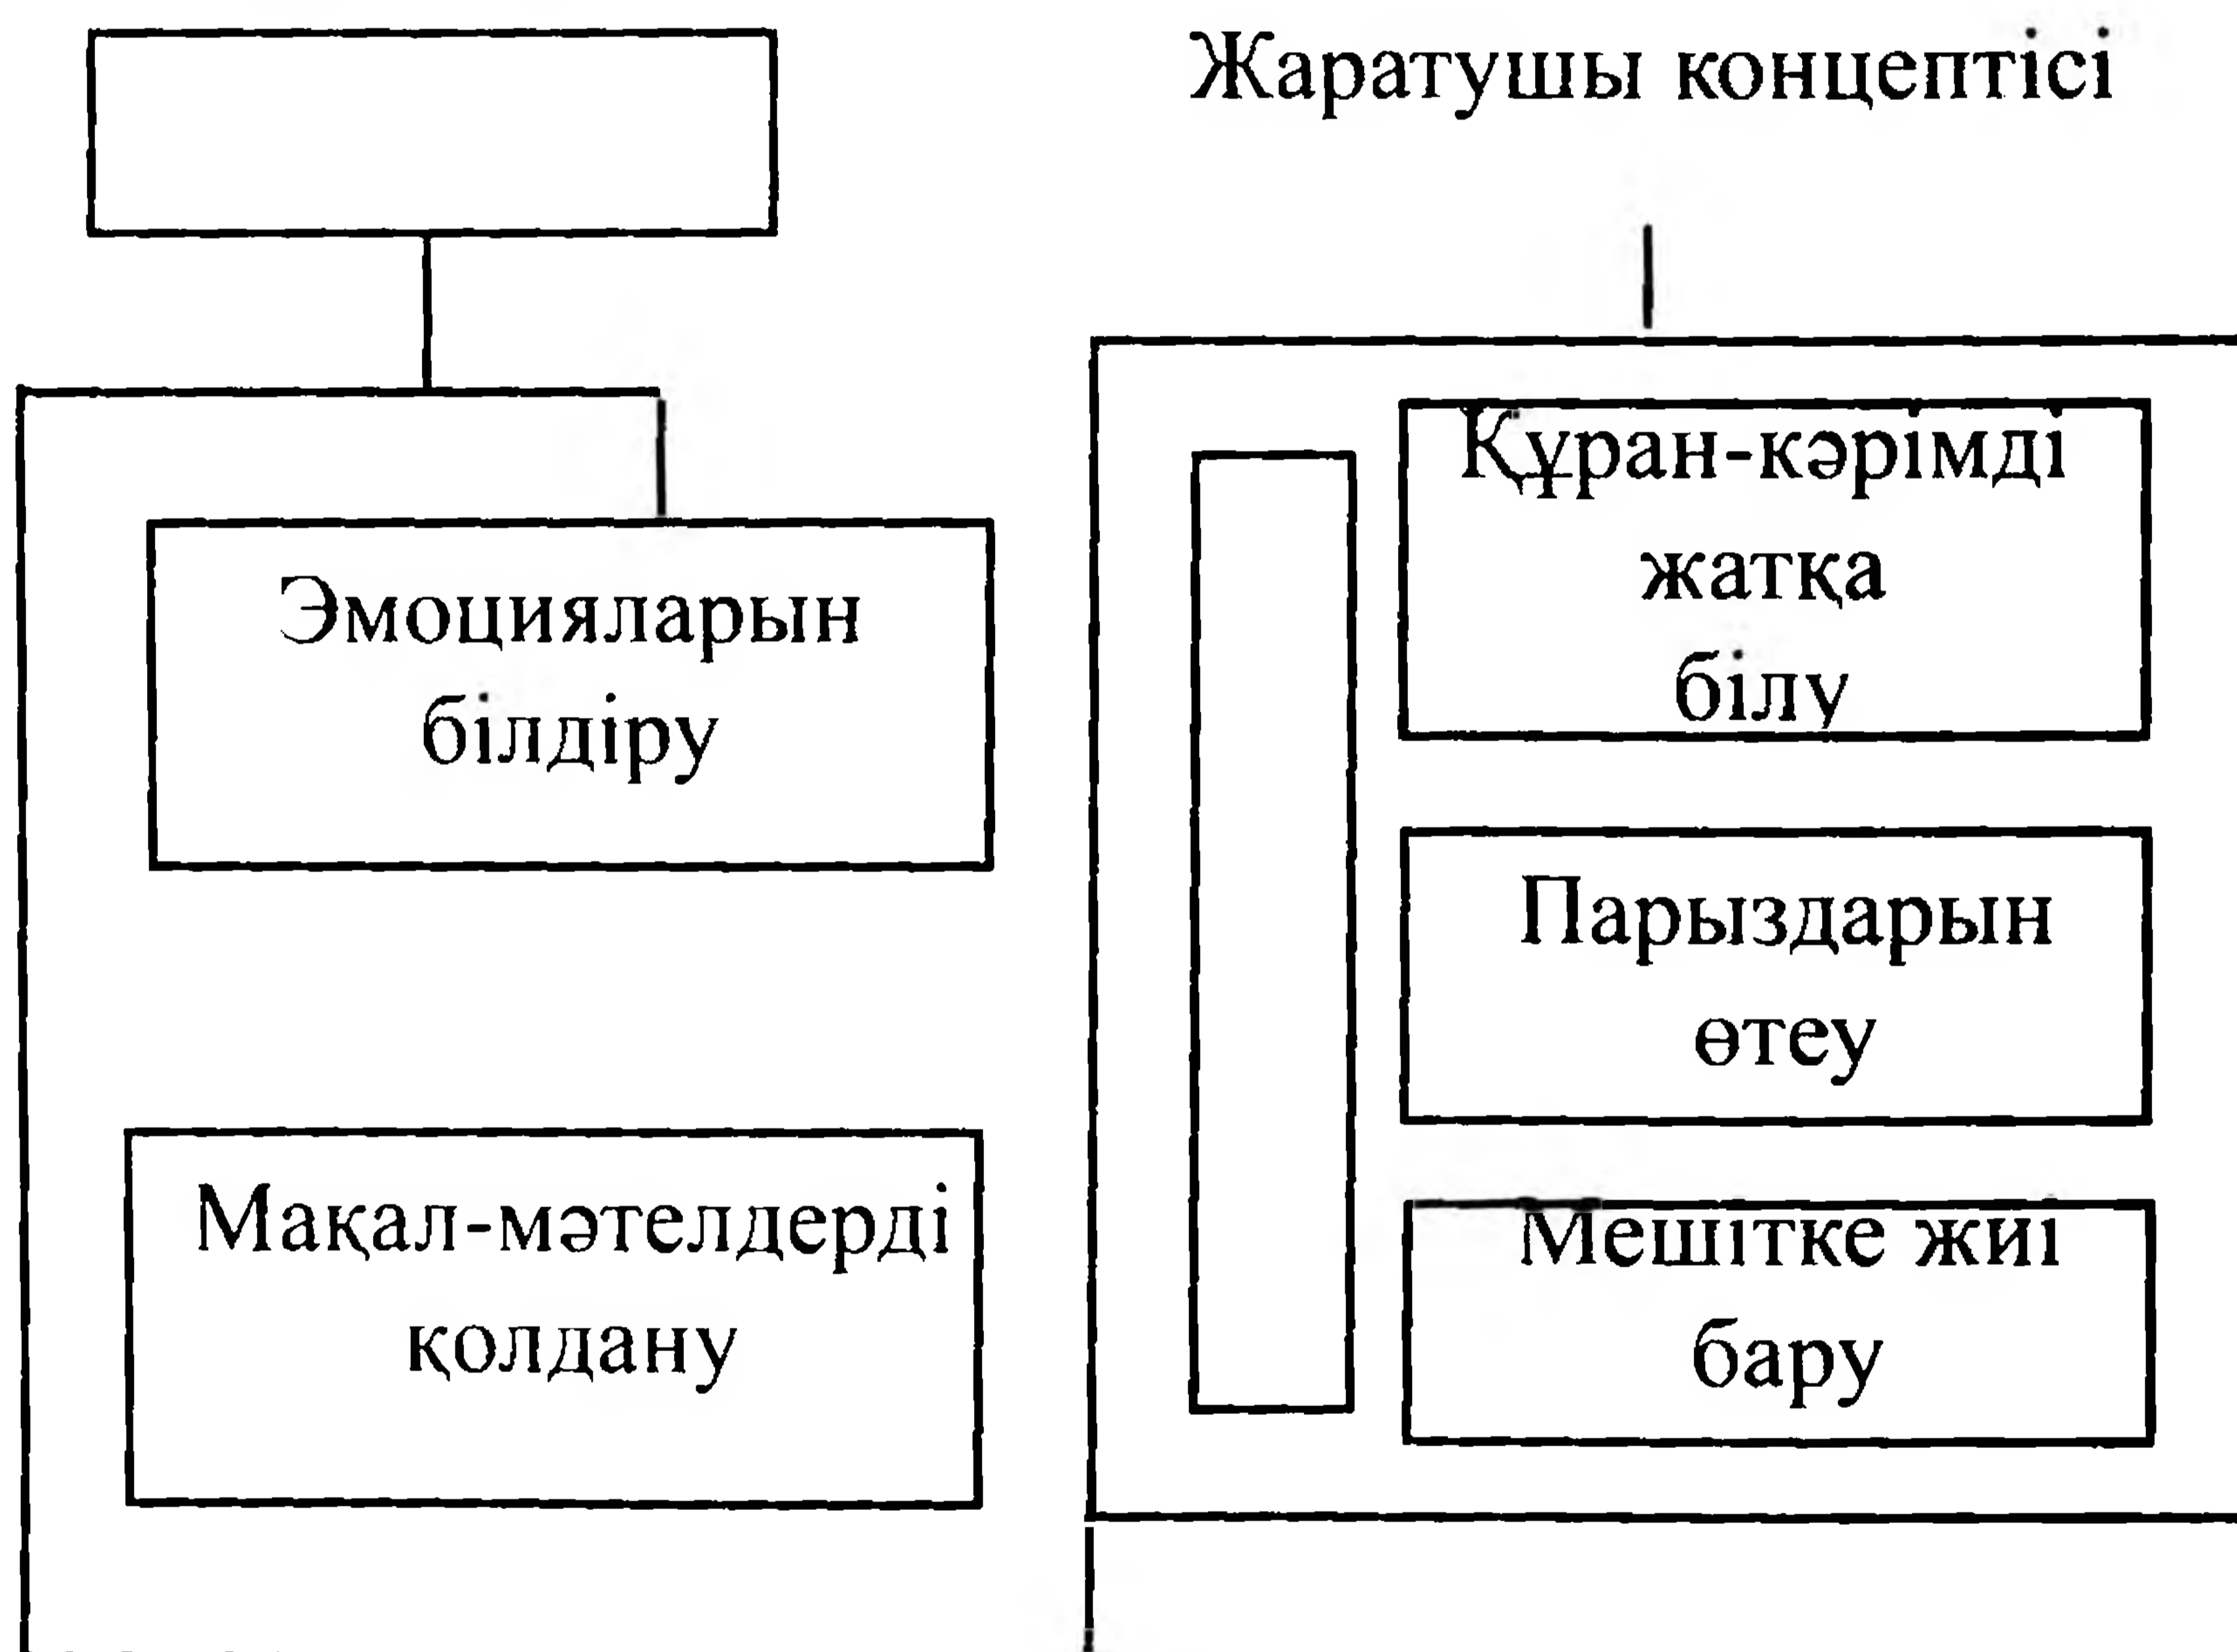 Жаратушы концептісі
Эмоцияларын
білдіру
Мақал-мәтелдерді
қолдану
Құран-кәрімді
жатқа
білу
Парыздарын
өтеу
Мешітке жиі
бару